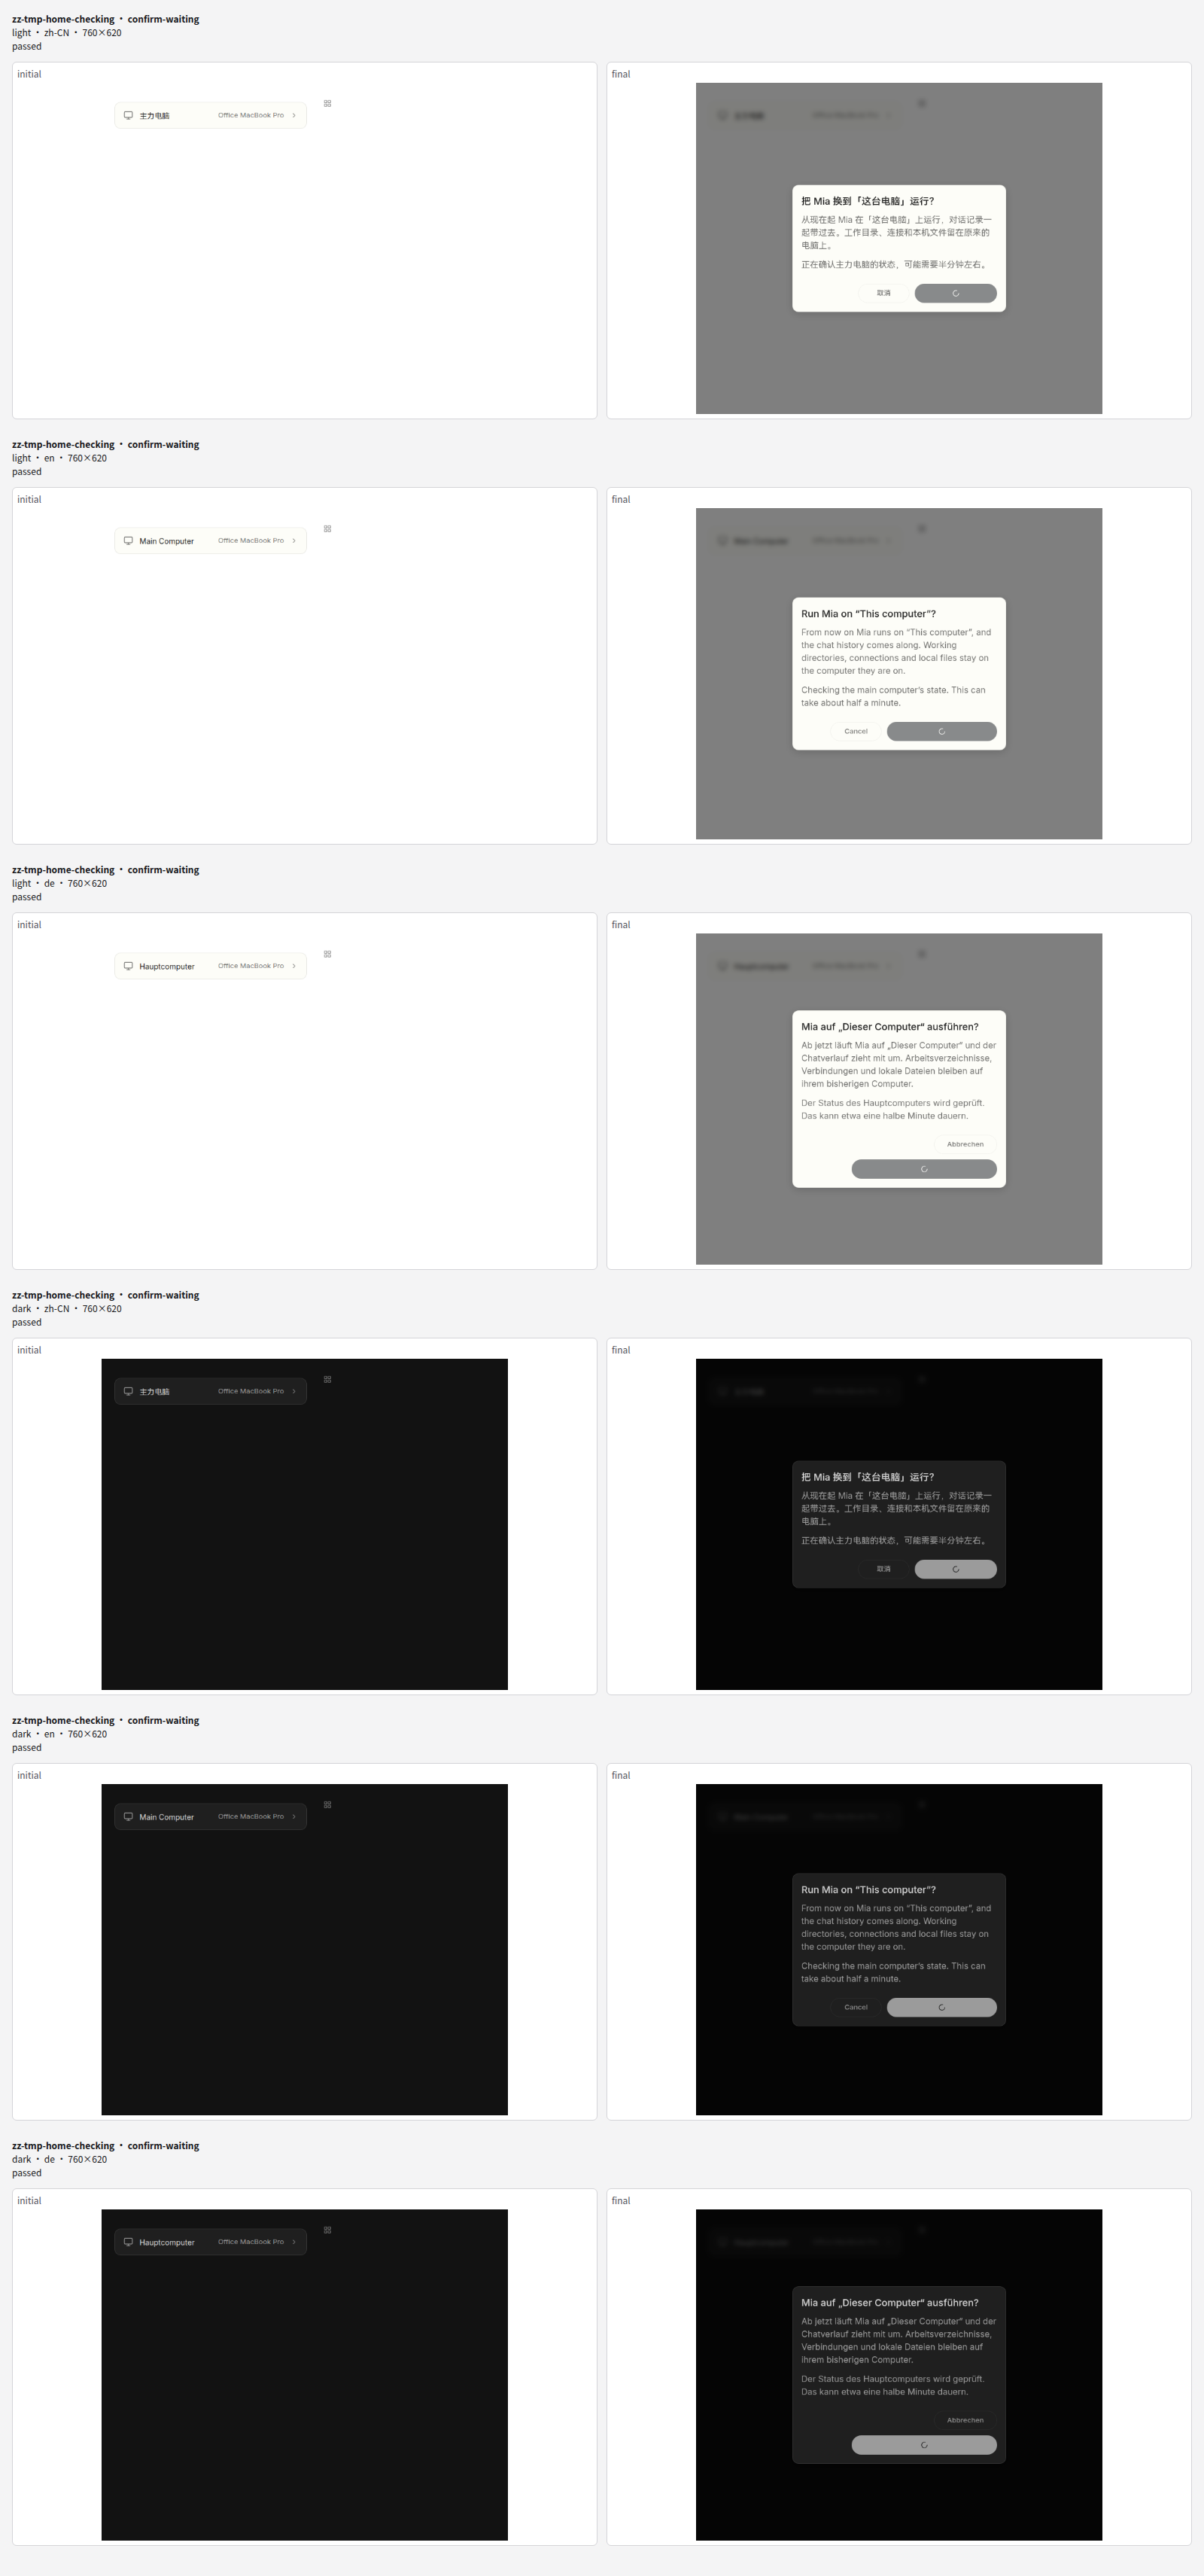 zz-tmp-home-checking • confirm-waiting
light • zh-CN • 760×620
passed
initial
主力电脑 Office MacBook Pro
final
把 Mia 换到「这台电脑」运行?
从现在起 Mia 在「这台电脑」上运行，对话记录一
起带过去。工作目录、连接和本机文件留在原来的
电脑上。
正在确认主力电脑的状态，可能需要半分钟左右。
取消
zz-tmp-home-checking • confirm-waiting
light • en • 760×620
passed
initial
Main Computer Office MacBook Pro
final
Run Mia on “This computer”?
From now on Mia runs on “This computer”, and
the chat history comes along. Working
directories, connections and local files stay on
the computer they are on.
Checking the main computer’s state. This can
take about half a minute.
Cancel
zz-tmp-home-checking • confirm-waiting
light • de • 760×620
passed
initial
Hauptcomputer Office MacBook Pro
final
Mia auf „Dieser Computer“ ausführen?
Ab jetzt läuft Mia auf „Dieser Computer“ und der
Chatverlauf zieht mit um. Arbeitsverzeichnisse,
Verbindungen und lokale Dateien bleiben auf
ihrem bisherigen Computer.
Der Status des Hauptcomputers wird geprüft.
Das kann etwa eine halbe Minute dauern.
Abbrechen
zz-tmp-home-checking • confirm-waiting
dark • zh-CN • 760×620
passed
initial
主力电脑 Office MacBook Pro
final
把 Mia 换到「这台电脑」运行?
从现在起 Mia 在「这台电脑」上运行，对话记录一
起带过去。工作目录、连接和本机文件留在原来的
电脑上。
正在确认主力电脑的状态，可能需要半分钟左右。
取消
zz-tmp-home-checking • confirm-waiting
dark • en • 760×620
passed
initial
Main Computer Office MacBook Pro
final
Run Mia on “This computer”?
From now on Mia runs on “This computer”, and
the chat history comes along. Working
directories, connections and local files stay on
the computer they are on.
Checking the main computer’s state. This can
take about half a minute.
Cancel
zz-tmp-home-checking • confirm-waiting
dark • de • 760×620
passed
initial
Hauptcomputer Office MacBook Pro
final
Mia auf „Dieser Computer“ ausführen?
Ab jetzt läuft Mia auf „Dieser Computer“ und der
Chatverlauf zieht mit um. Arbeitsverzeichnisse,
Verbindungen und lokale Dateien bleiben auf
ihrem bisherigen Computer.
Der Status des Hauptcomputers wird geprüft.
Das kann etwa eine halbe Minute dauern.
Abbrechen